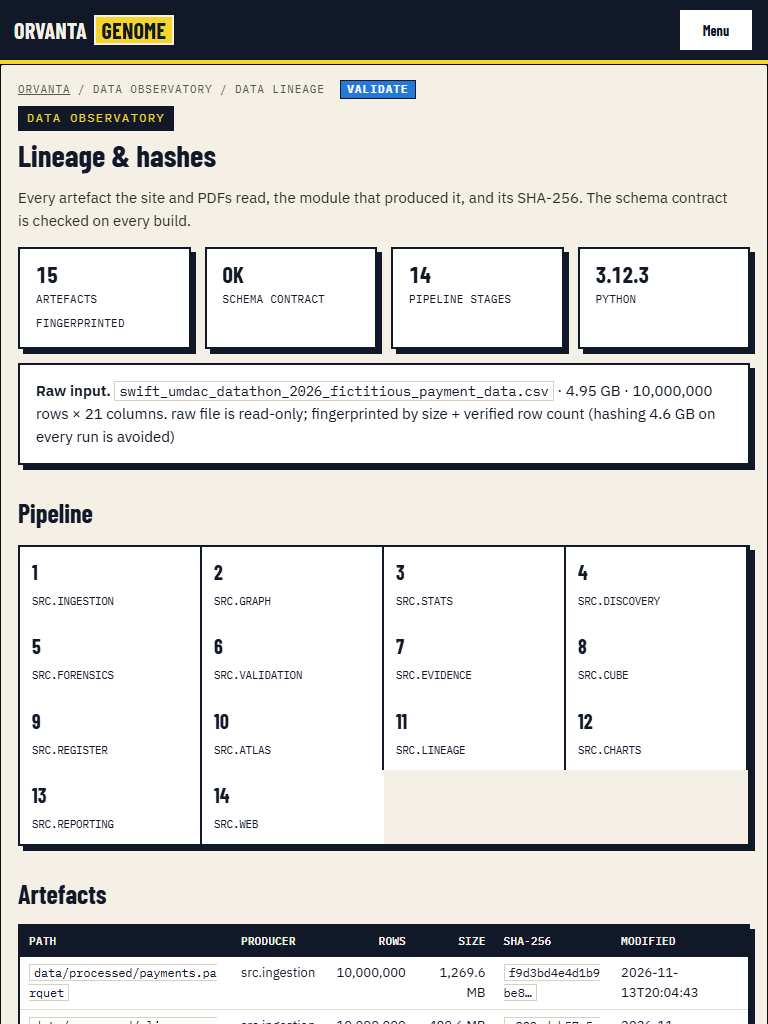 ORVANTA GENOME
Menu
ORVANTA / DATA OBSERVATORY / DATA LINEAGE VALIDATE
DATA OBSERVATORY
Lineage & hashes
Every artefact the site and PDFs read, the module that produced it, and its SHA-256. The schema contract
is checked on every build.
15
ARTEFACTS
FINGERPRINTED
OK
SCHEMA CONTRACT
14
PIPELINE STAGES
3.12.3
PYTHON
Raw input. swift_umdac_datathon_2026_fictitious_payment_data.csv · 4.95 GB · 10,000,000
rows × 21 columns. raw file is read-only; fingerprinted by size + verified row count (hashing 4.6 GB on
every run is avoided)
Pipeline
1
SRC.INGESTION
2
SRC.GRAPH
3
SRC.STATS
4
SRC.DISCOVERY
5
SRC.FORENSICS
6
SRC.VALIDATION
7
SRC.EVIDENCE
8
SRC.CUBE
9
SRC.REGISTER
10
SRC.ATLAS
11
SRC.LINEAGE
12
SRC.CHARTS
13
SRC.REPORTING
14
SRC.WEB
Artefacts
PATH PRODUCER ROWS SIZE SHA-256 MODIFIED
data/processed/payments.pa src.ingestion 10,000,000 1,269.6 f9d3bd4e4d1b9 2026-11-
rquet MB be8… 13T20:04:43